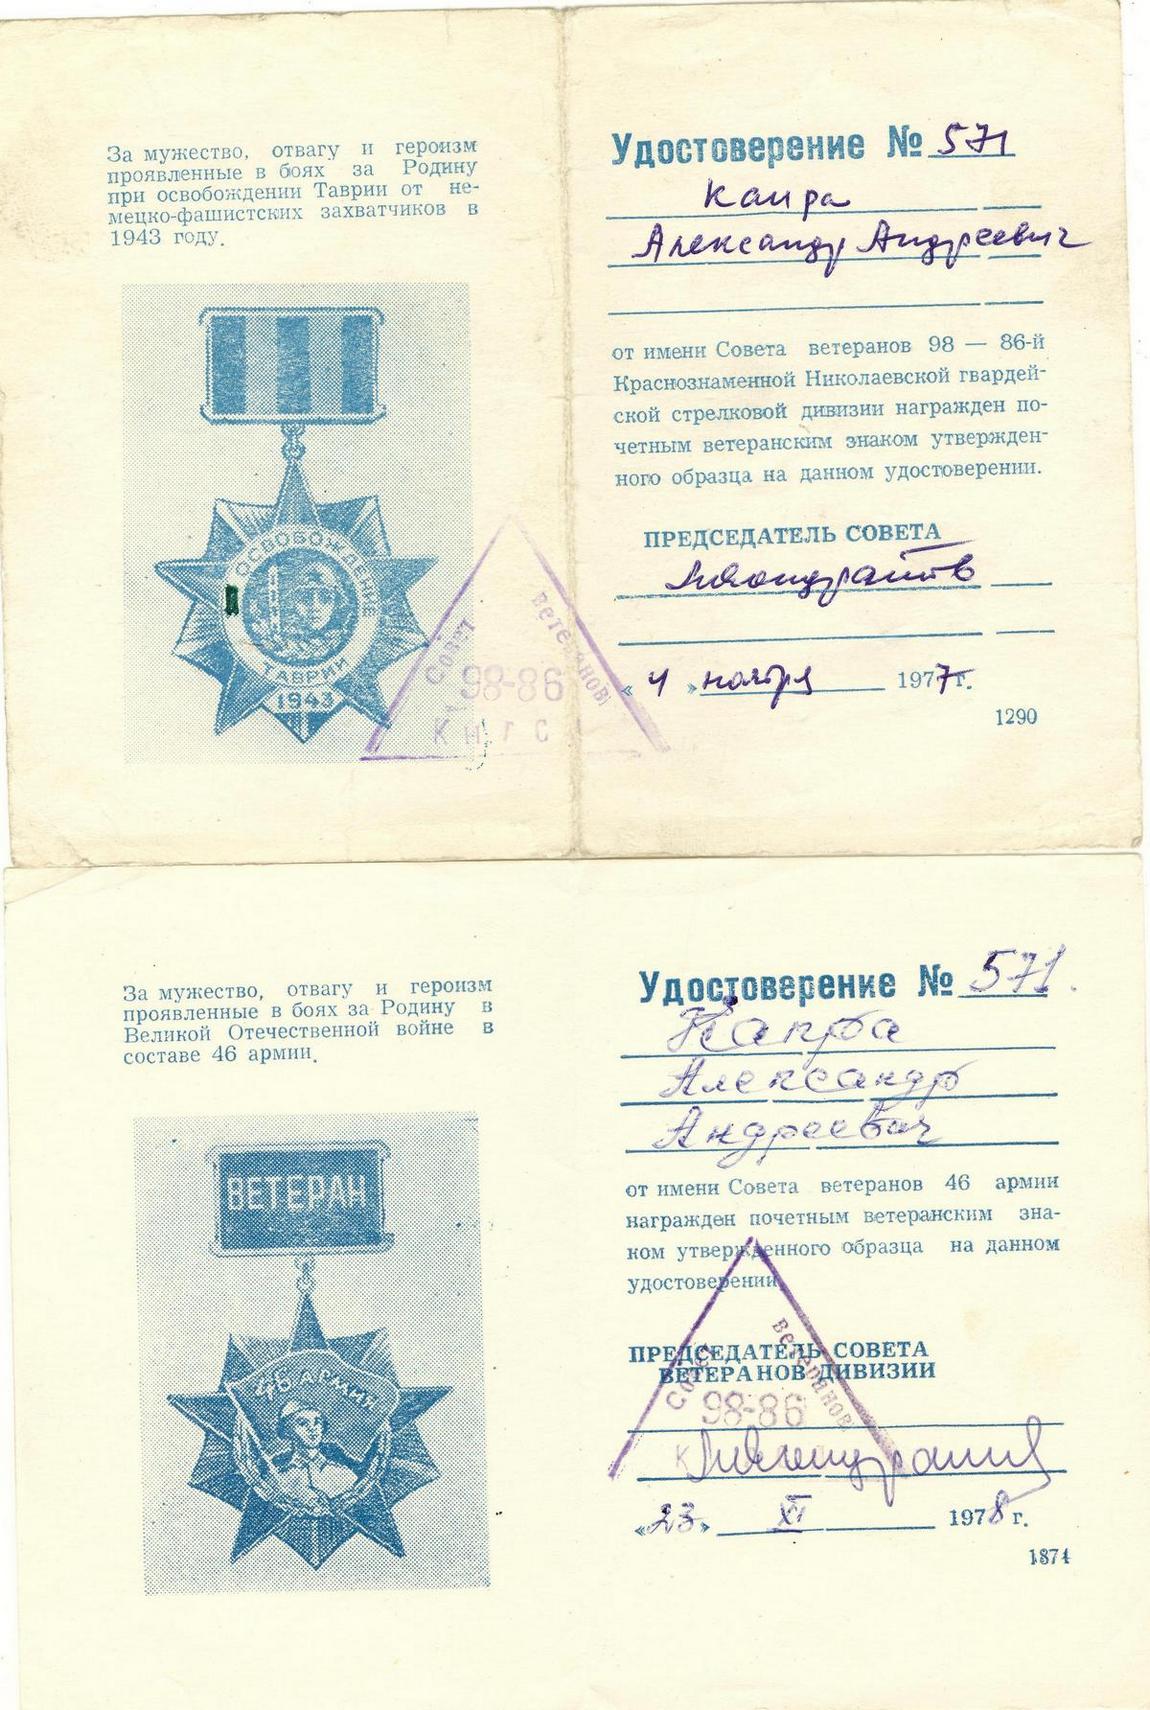 За мужество, отвагу и героизм
проявленные в боях за Родину
при освобождении Таврии от не-
мецко-фашистских захватчиков в
1943 году.
ОСВОБОЖДЕНИЕ
ТАВРИИ
1943
Удостоверение № 571
Каира
Александр Андреевич
от имени Совета ветеранов 98 — 86-й
Краснознаменной Николаевской гвардей-
ской стрелковой дивизии награжден по-
четным ветеранским знаком утвержден-
ного образца на данном удостоверении.
ПРЕДСЕДАТЕЛЬ СОВЕТА
« 4 » ноября 1977г.
1290
Совет ветеранов
98-86
За мужество, отвагу и героизм
проявленные в боях за Родину в
Великой Отечественной войне в
составе 46 армии.
ВЕТЕРАН
46 АРМИЯ
Удостоверение № 571.
Александр
Андреевич
от имени Совета ветеранов 46 армии
награжден почетным ветеранским зна-
ком утвержденного образца на данном
удостоверении.
ПРЕДСЕДАТЕЛЬ СОВЕТА
ВЕТЕРАНОВ ДИВИЗИИ
Совет ветеранов
98-86
«23» XI 1978 г.
1874